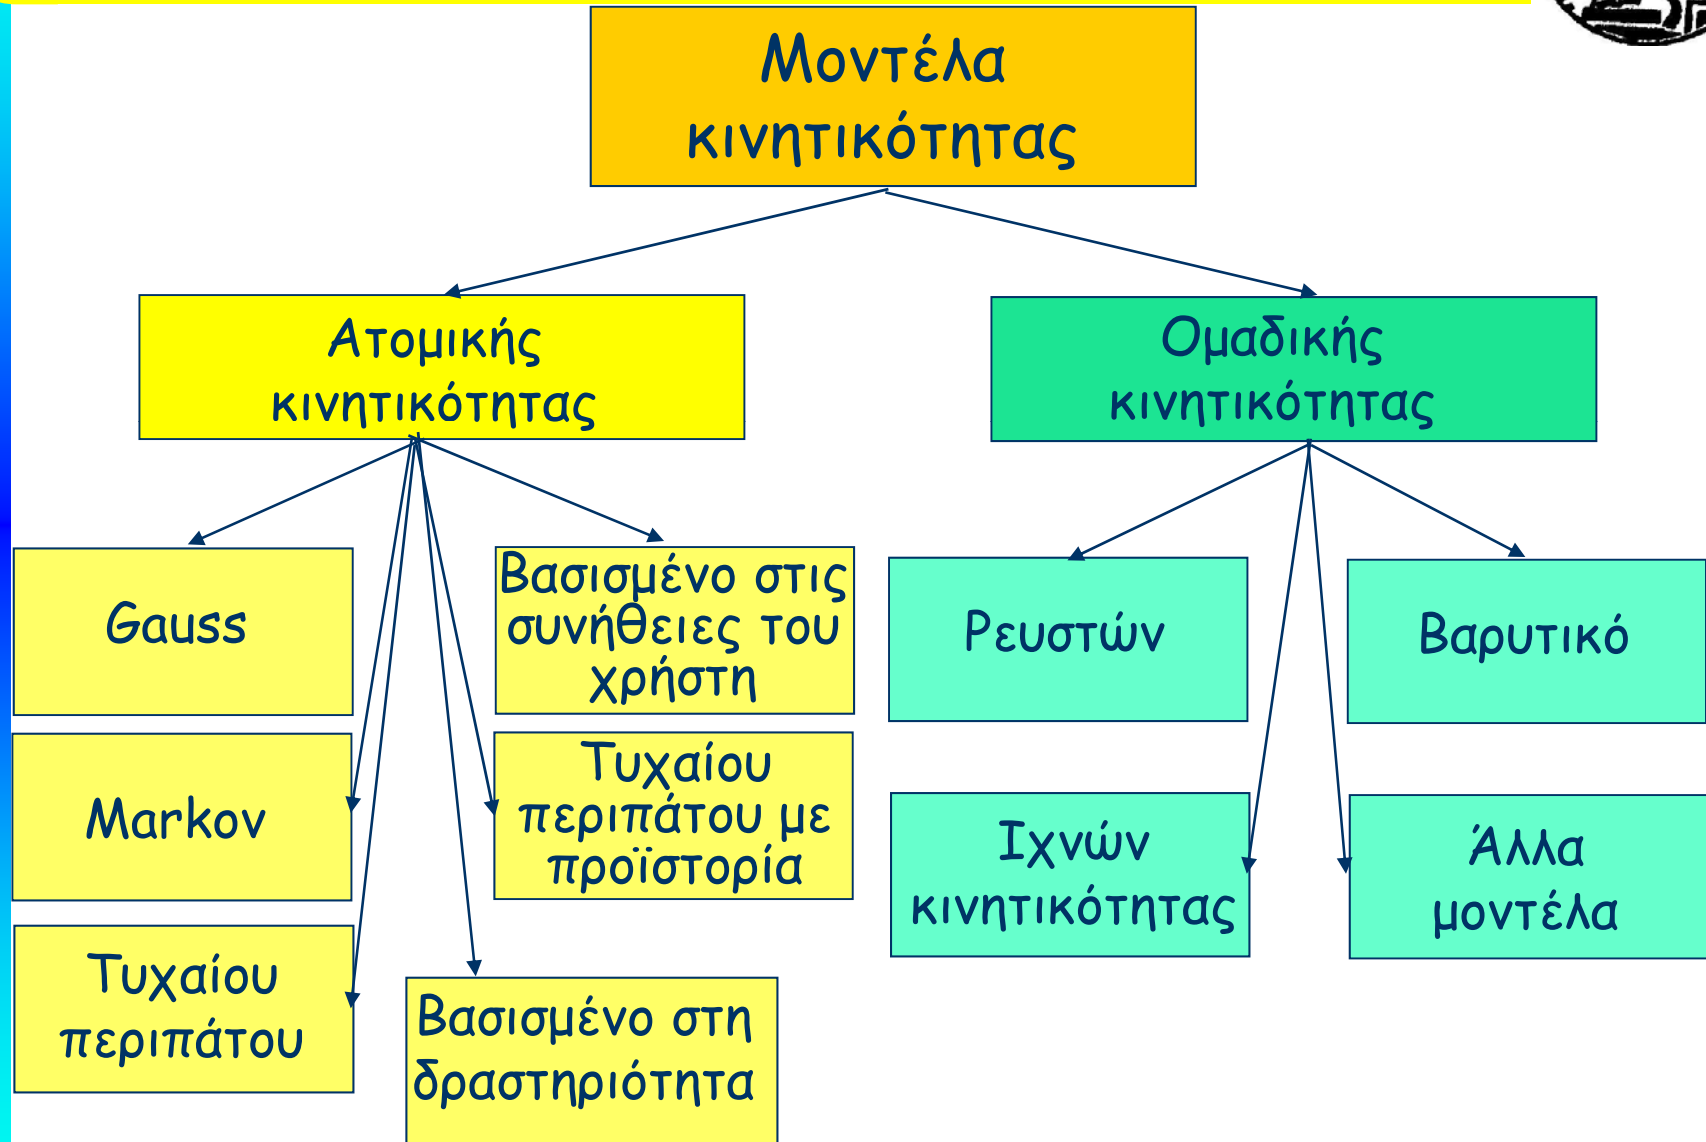 Μοντέλα
κινητικότητας
Ατομικής
κινητικότητας
Ομαδικής
κινητικότητας
Gauss
Βασισμένο στις
συνήθειες του
χρήστη
Ρευστών
Βαρυτικό
Markov
Τυχαίου
περιπάτου με
προϊστορία
Ιχνών
κινητικότητας
Άλλα
μοντέλα
Τυχαίου
περιπάτου
Βασισμένο στη
δραστηριότητα